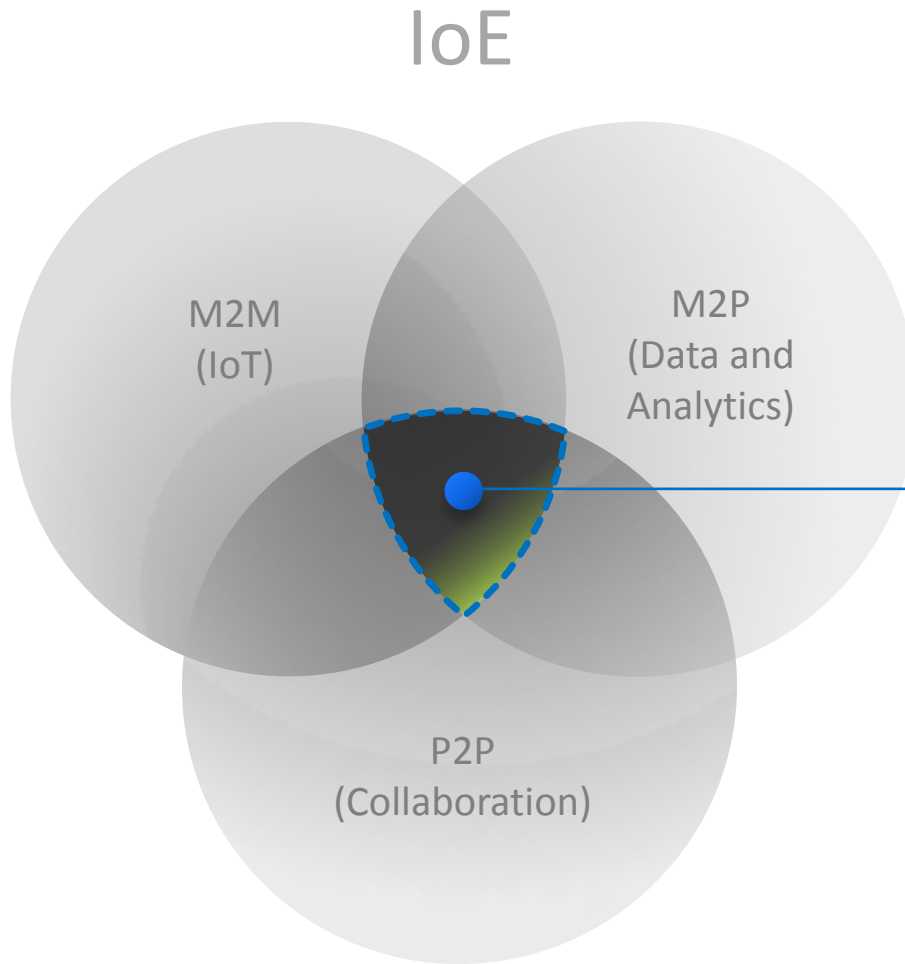 IoE
M2M
(IoT)
M2P
(Data and
Analytics)
P2P
(Collaboration)